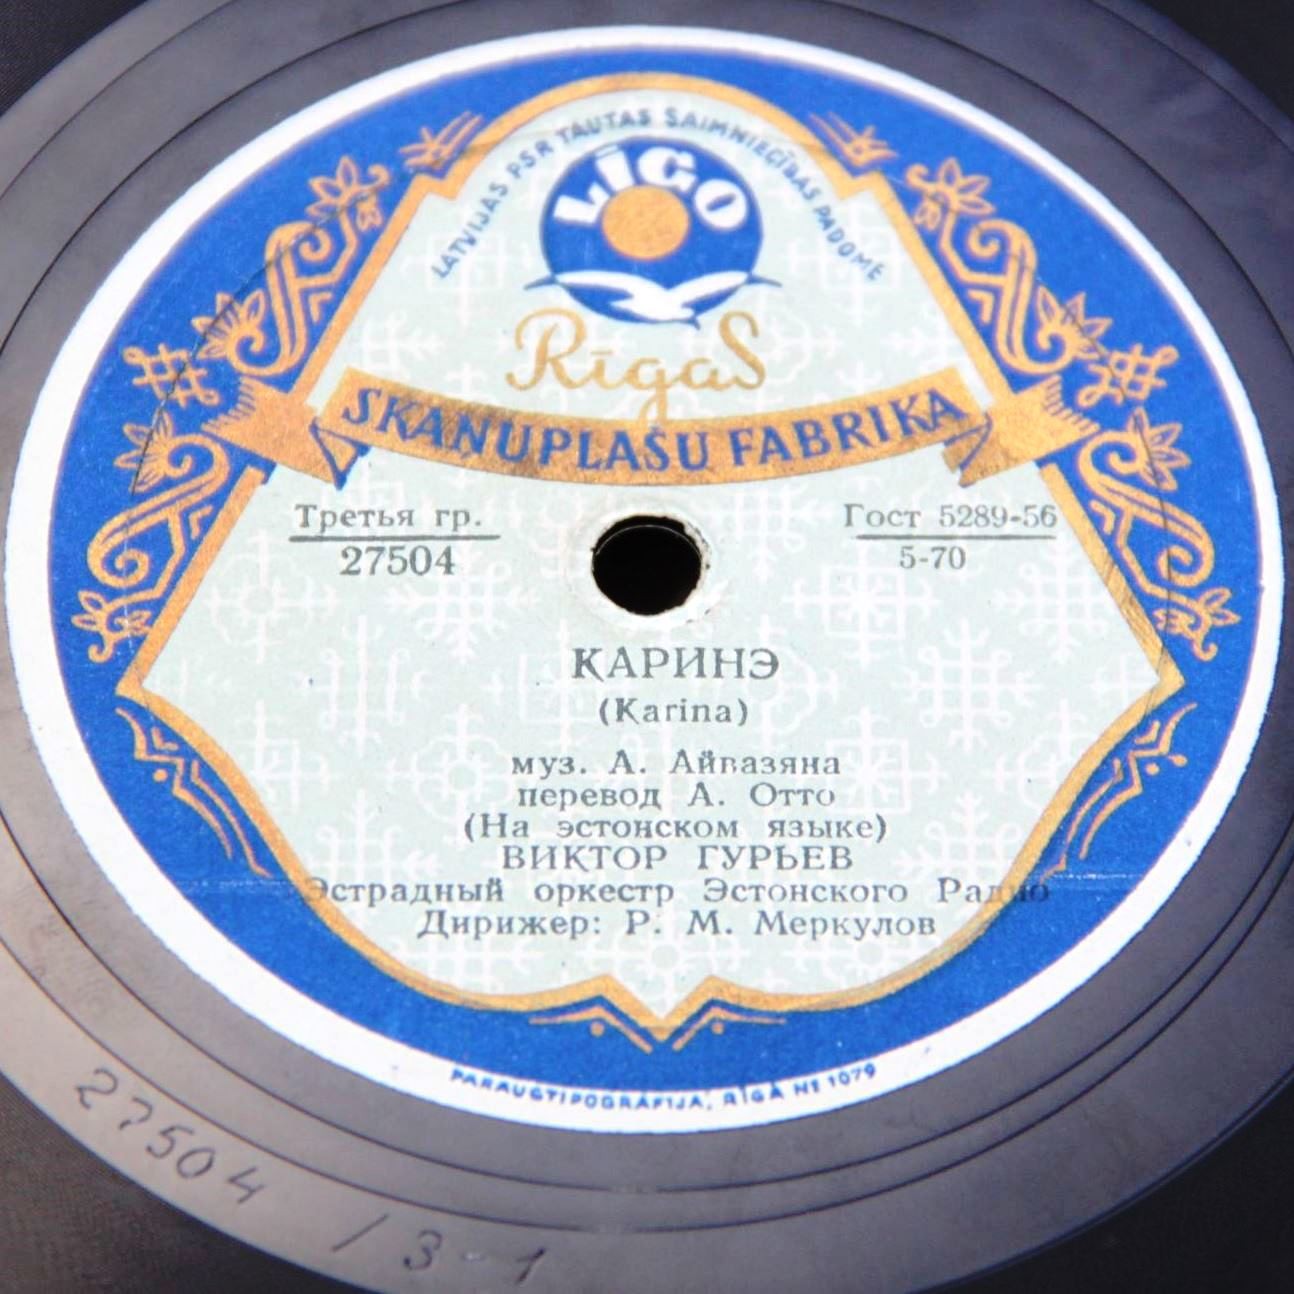 LATVIJAS PSR TAUTAS SAIMNIECĪBAS PADOME
LĪGO
Rīgas
SKAŅUPLAŠU FABRIKA
Третья гр.
27504
Гост 5289-56
5-70
КАРИНЭ
(Karina)
муз. А. Айвазяна
перевод А. Отто
(На эстонском языке)
ВИКТОР ГУРЬЕВ
Эстрадный оркестр Эстонского Радио
Дирижер: Р. М. Меркулов
PARAUGTIPOGRĀFIJA, RĪGĀ № 1079
27504 /3-1